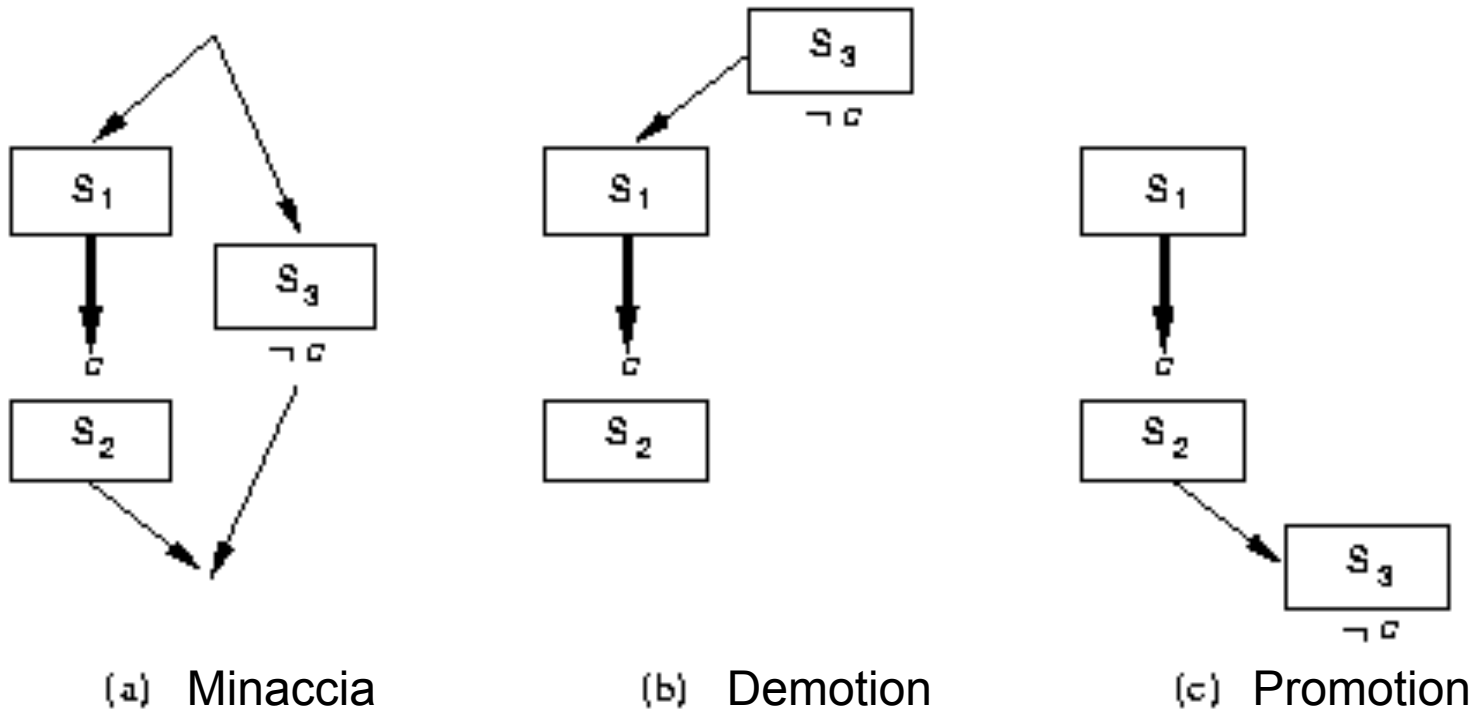 S1
c
S2
S3
¬ c
(a) Minaccia
S3
¬ c
S1
c
S2
(b) Demotion
S1
c
S2
S3
¬ c
(c) Promotion